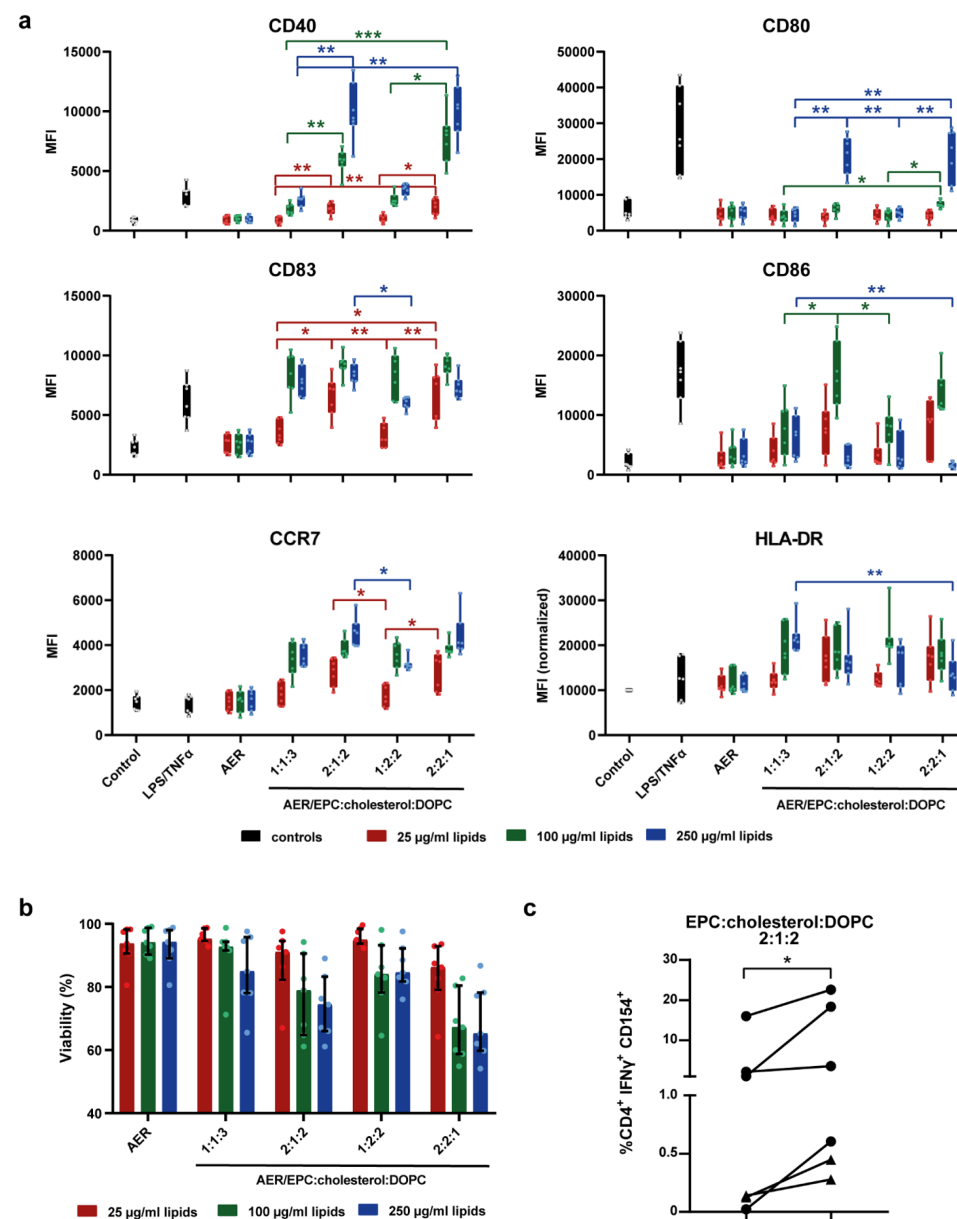 a
CD40
MFI
15000
10000
5000
0
***
**
**
*
**
**
*
**
CD80
MFI
50000
40000
30000
20000
10000
0
**
**
**
**
*
*
CD83
MFI
15000
10000
5000
0
*
*
*
**
**
CD86
MFI
30000
20000
10000
0
**
*
*
CCR7
MFI
8000
6000
4000
2000
0
*
*
*
Control
LPS/TNFα
AER
1:1:3
2:1:2
1:2:2
2:2:1
AER/EPC:cholesterol:DOPC
HLA-DR
MFI (normalized)
40000
30000
20000
10000
0
**
Control
LPS/TNFα
AER
1:1:3
2:1:2
1:2:2
2:2:1
AER/EPC:cholesterol:DOPC
controls
25 µg/ml lipids
100 µg/ml lipids
250 µg/ml lipids
b
Viability (%)
100
80
60
40
AER
1:1:3
2:1:2
1:2:2
2:2:1
AER/EPC:cholesterol:DOPC
25 µg/ml lipids
100 µg/ml lipids
250 µg/ml lipids
c
EPC:cholesterol:DOPC
2:1:2
%CD4⁺ IFNγ⁺ CD154⁺
30
20
10
1.0
0.5
0
*